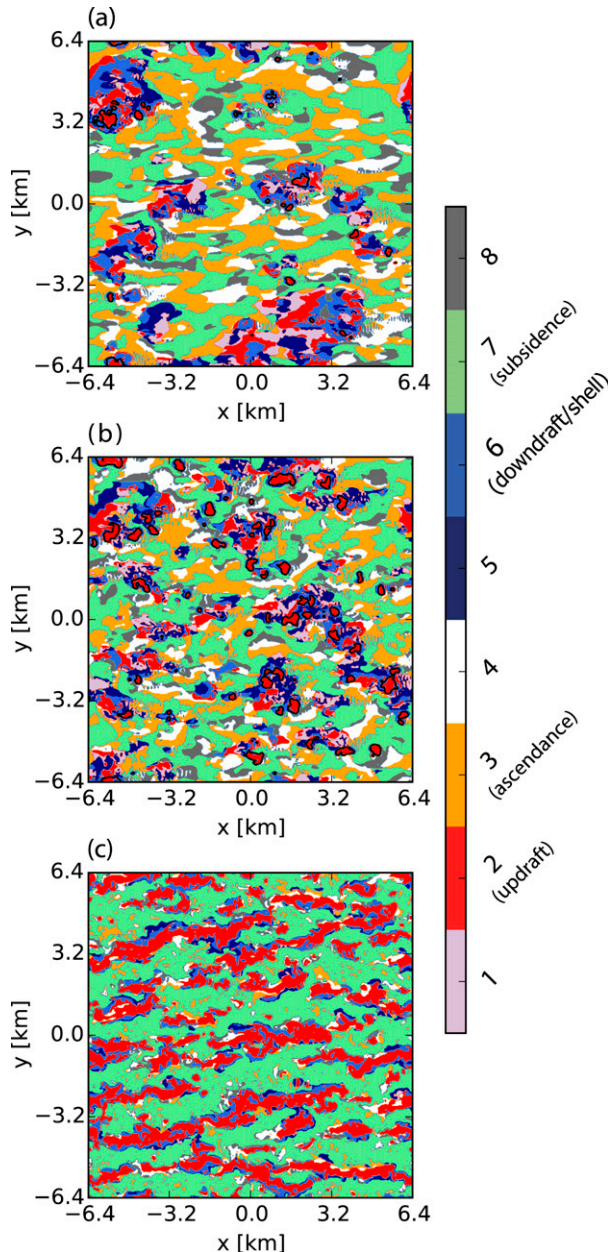 (a)
6.4
3.2
0.0
−3.2
−6.4
y [km]
−6.4 −3.2 0.0 3.2 6.4
x [km]
(b)
6.4
3.2
0.0
−3.2
−6.4
y [km]
−6.4 −3.2 0.0 3.2 6.4
x [km]
(c)
6.4
3.2
0.0
−3.2
−6.4
y [km]
−6.4 −3.2 0.0 3.2 6.4
x [km]
8
7
(subsidence)
6
(downdraft/shell)
5
4
3
(ascendance)
2
(updraft)
1